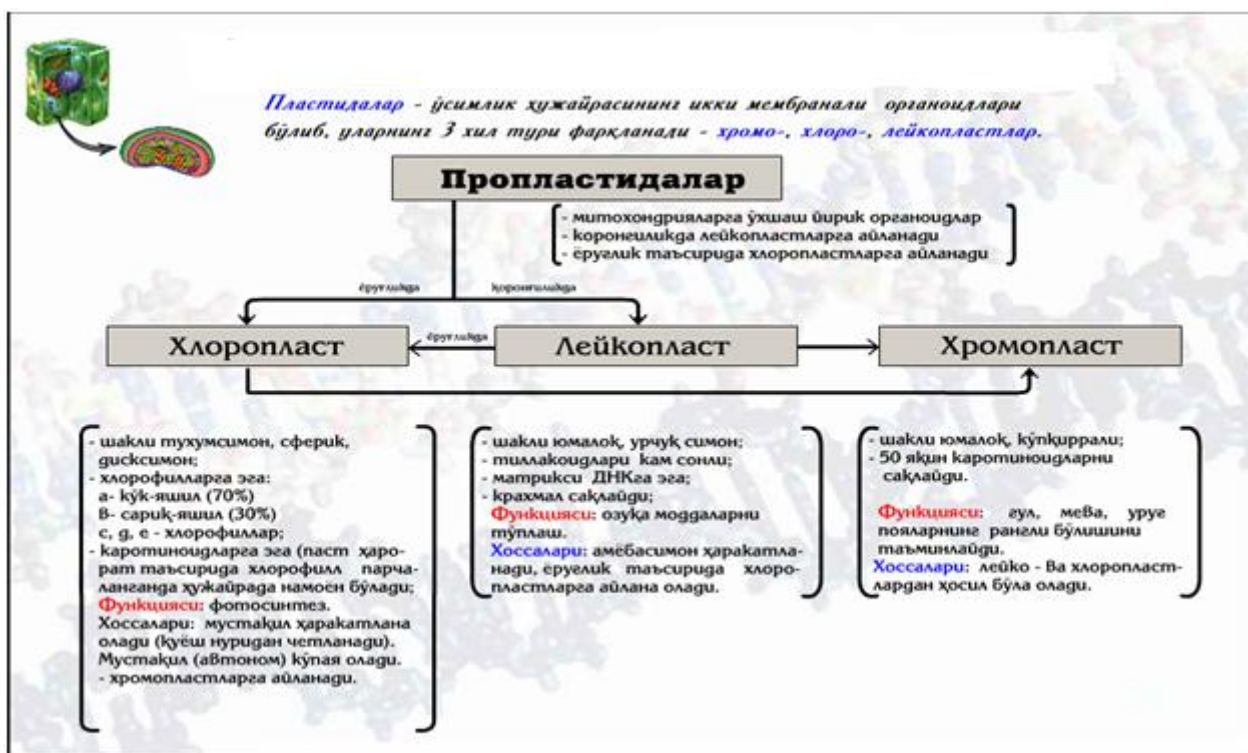 Пластидалар - ўсимлик ҳужайрасининг икки мембранали органоидлари
бўлиб, уларнинг 3 хил тури фарқланади - хромо-, хлоро-, лейкопластлар.
Пропластидалар
- митохондрияларга ўхшаш йирик органоидлар
- коронғиликда лейкопластларга айланади
- ёруғлик таъсирида хлоропластларга айланади
ёруғликда
қоронғиликда
Хлоропласт
ёруғликда
Лейкопласт
Хромопласт
- шакли тухумсимон, сферик,
дисксимон;
- хлорофилларга эга:
а- кўк-яшил (70%)
в- сариқ-яшил (30%)
с, д, е - хлорофиллар;
- каротиноидларга эга (паст ҳаро-
рат таъсирида хлорофилл парча-
ланганда ҳужайрада намоён бўлади;
Функцияси: фотосинтез.
Хоссалари: мустақил ҳаракатлана
олади (қуёш нуридан четланади).
Мустақил (автоном) кўпая олади.
- хромопластларга айланади.
- шакли юмалоқ, урчуқ симон;
- тиллакоидлари кам сонли;
- матрикси ДНКга эга;
- крахмал сақлайди;
Функцияси: озуқа моддаларни
тўплаш.
Хоссалари: амёбасимон ҳаракатла-
нади, ёруғлик таъсирида хлоро-
пластларга айлана олади.
- шакли юмалоқ, кўпқиррали;
- 50 яқин каротиноидларни
сақлайди.
Функцияси: гул, мева, уруғ
пояларнинг рангли бўлишини
таъминлайди.
Хоссалари: лейко - ва хлоропласт-
лардан ҳосил бўла олади.